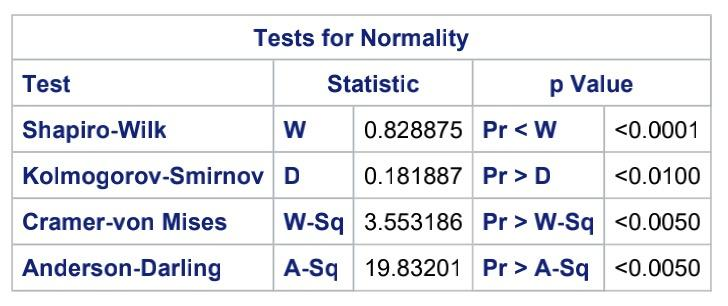 Tests for Normality
Test Statistic p Value
Shapiro-Wilk W 0.828875 Pr < W <0.0001
Kolmogorov-Smirnov D 0.181887 Pr > D <0.0100
Cramer-von Mises W-Sq 3.553186 Pr > W-Sq <0.0050
Anderson-Darling A-Sq 19.83201 Pr > A-Sq <0.0050